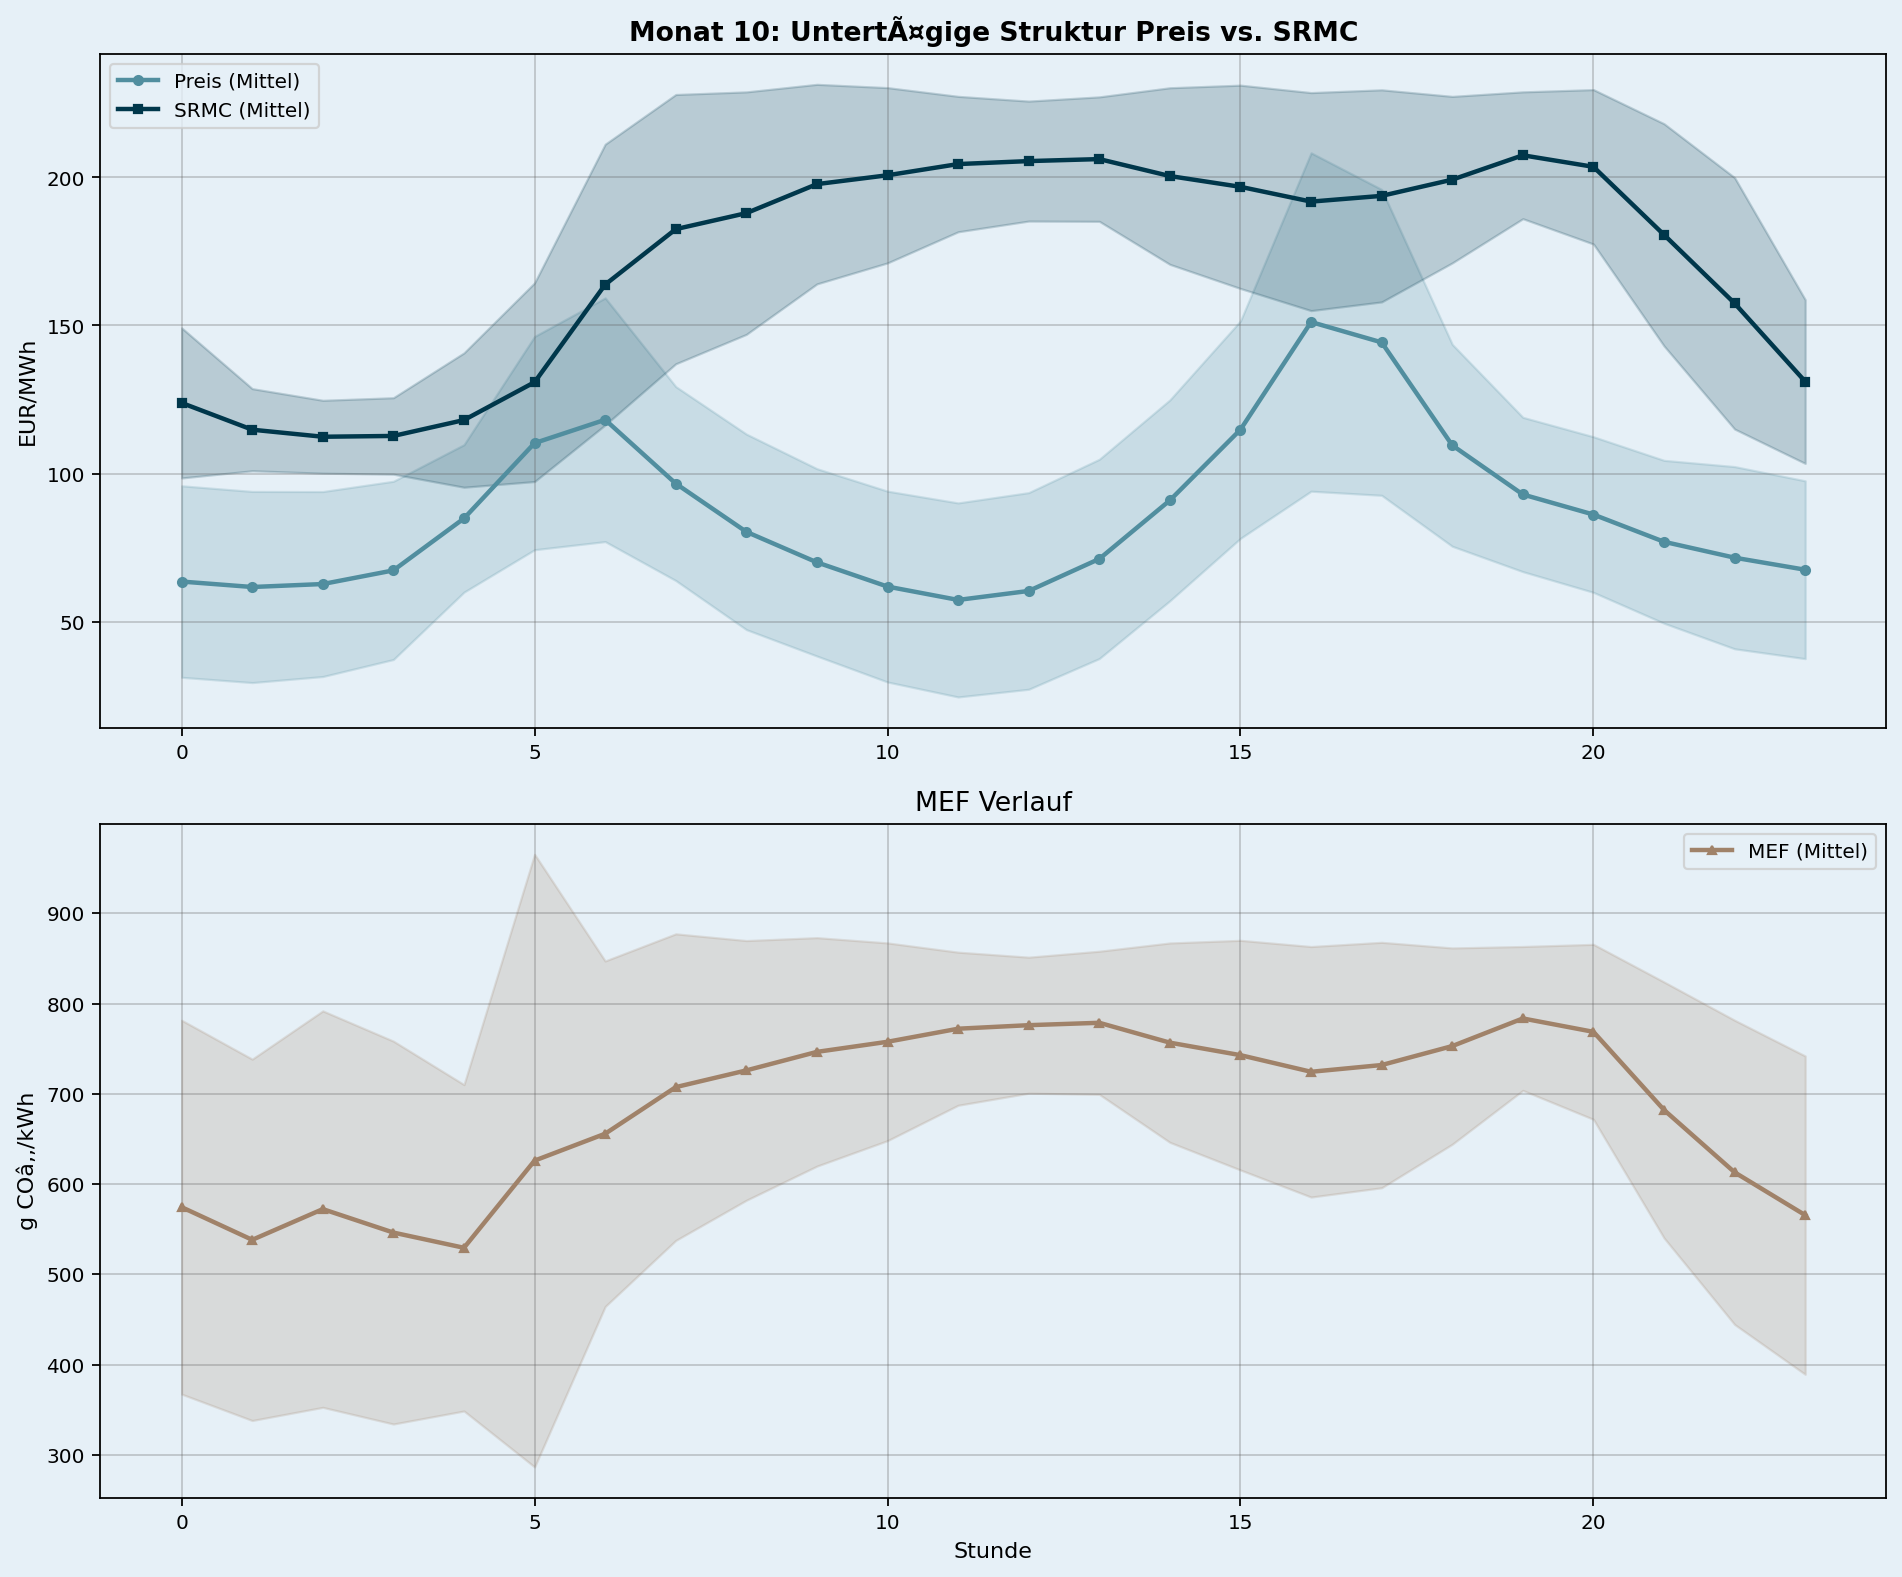 Monat 10: UntertÃ¤gige Struktur Preis vs. SRMC
Preis (Mittel)
SRMC (Mittel)
EUR/MWh
200
150
100
50
0 5 10 15 20
MEF Verlauf
MEF (Mittel)
g COâ‚‚/kWh
900
800
700
600
500
400
300
0 5 10 15 20
Stunde